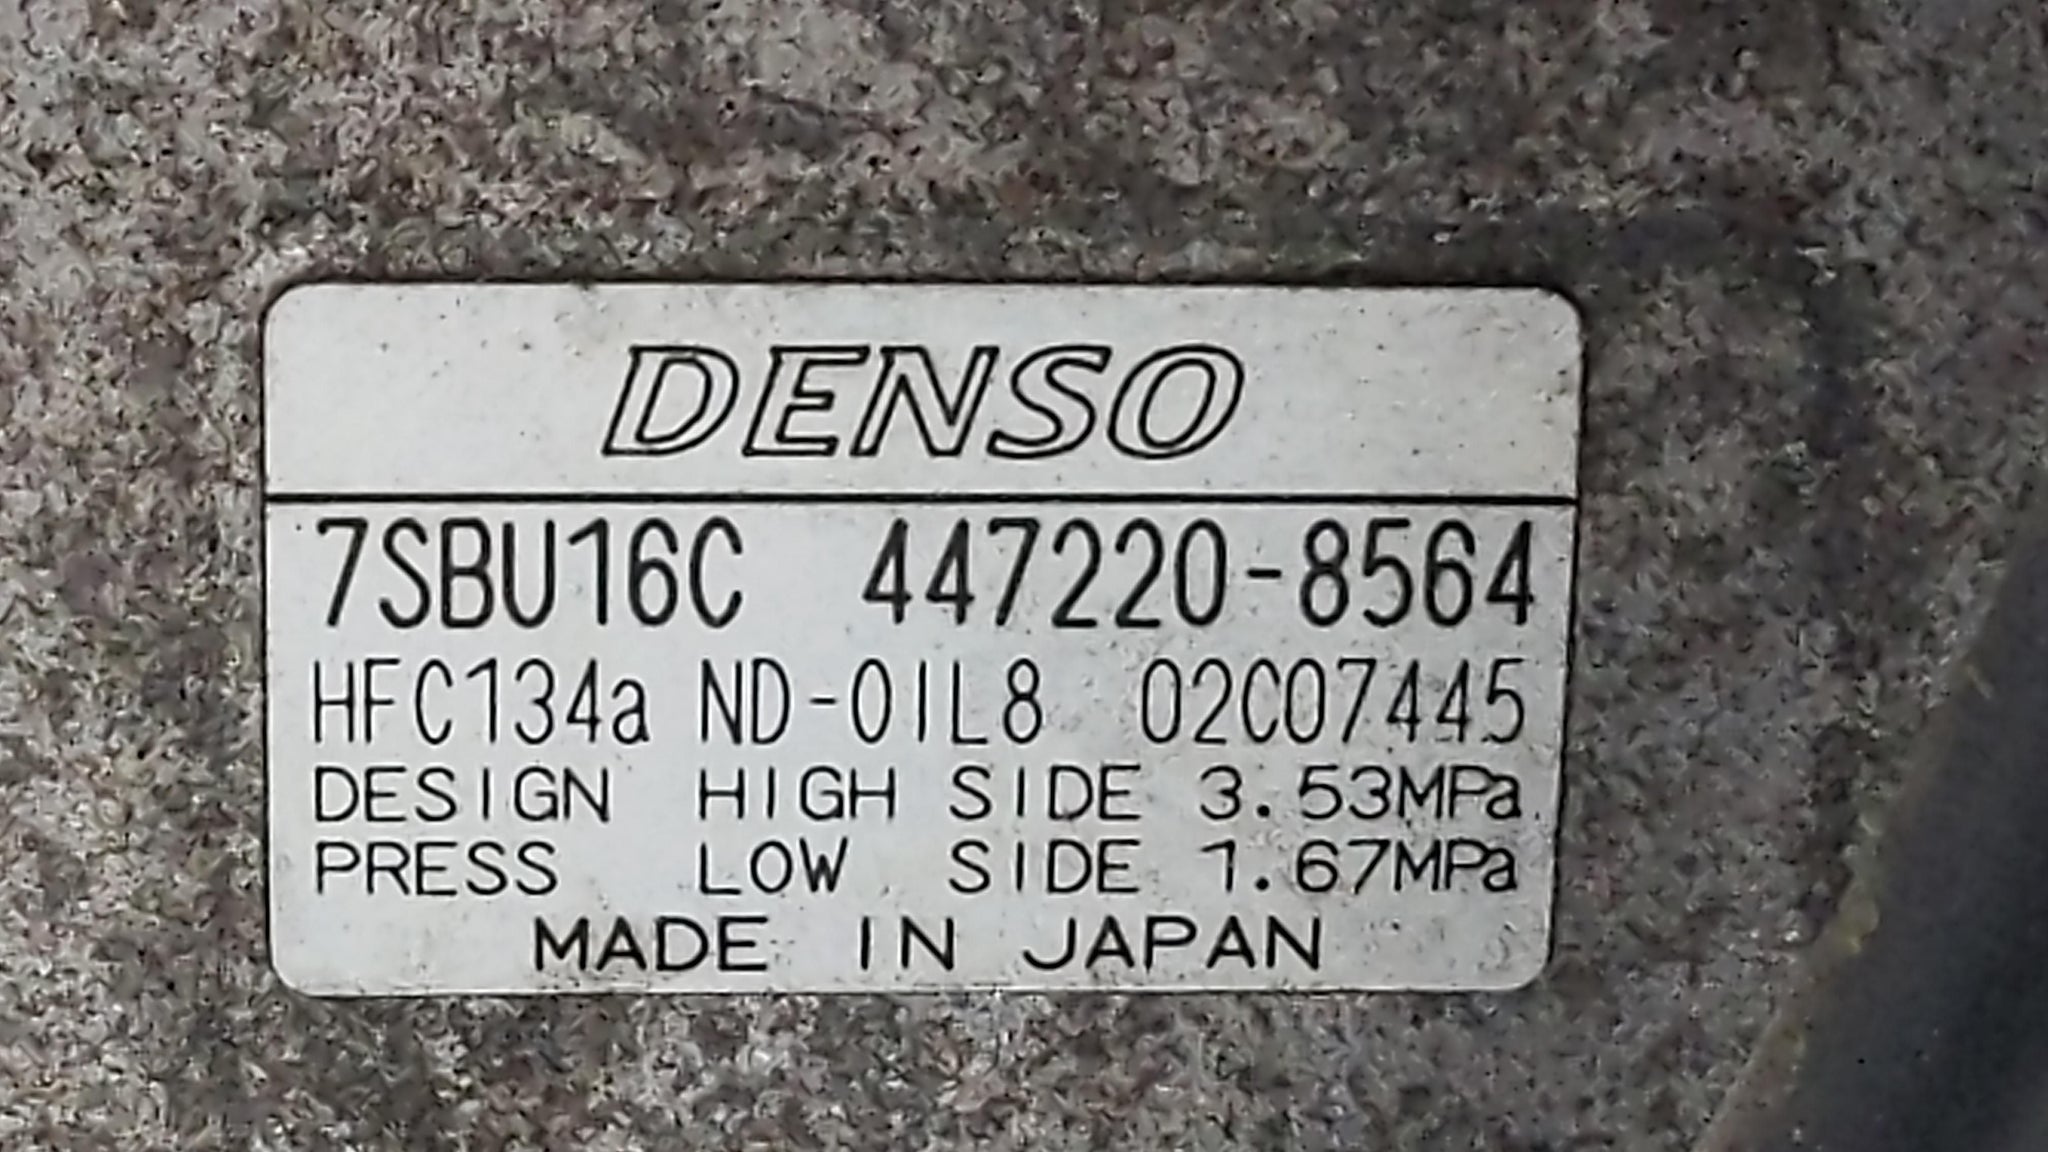 DENSO
7SBU16C 447220-8564
HFC134a ND-OIL8 02C07445
DESIGN HIGH SIDE 3.53MPa
PRESS LOW SIDE 1.67MPa
MADE IN JAPAN